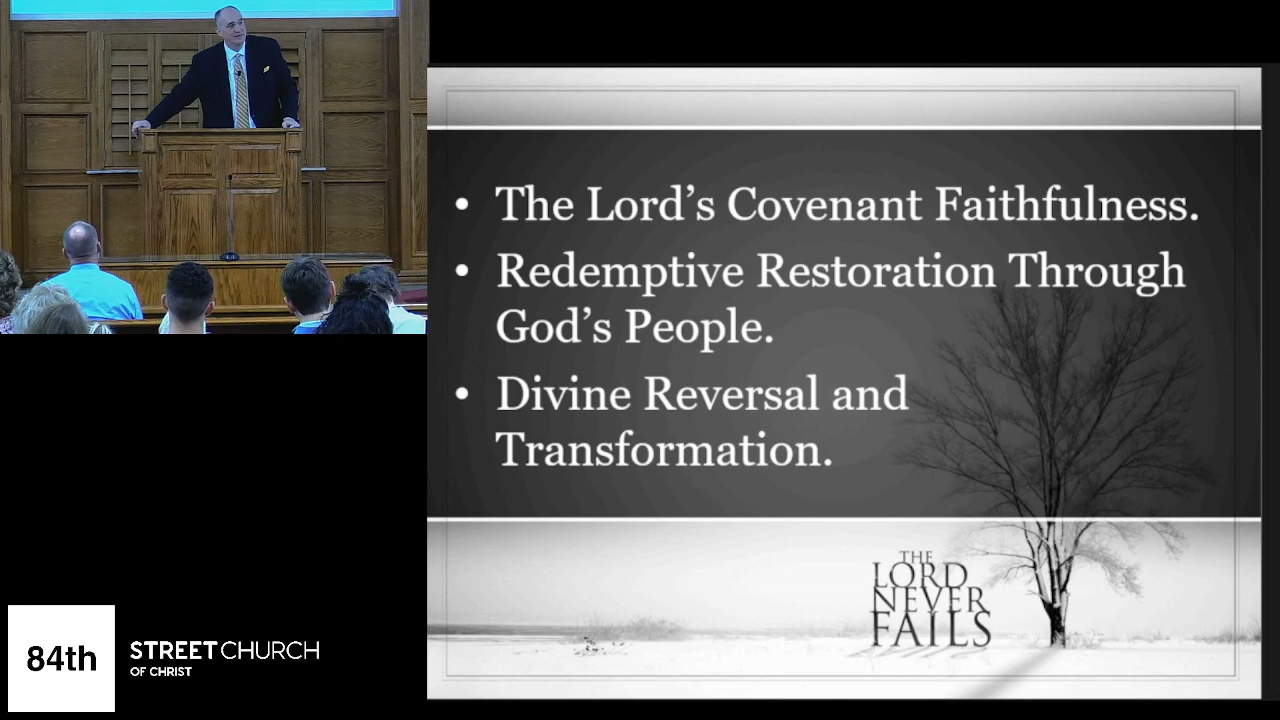 • The Lord’s Covenant Faithfulness.
• Redemptive Restoration Through
God’s People.
• Divine Reversal and
Transformation.
THE
LORD
NEVER
FAILS
84th
STREET CHURCH
OF CHRIST